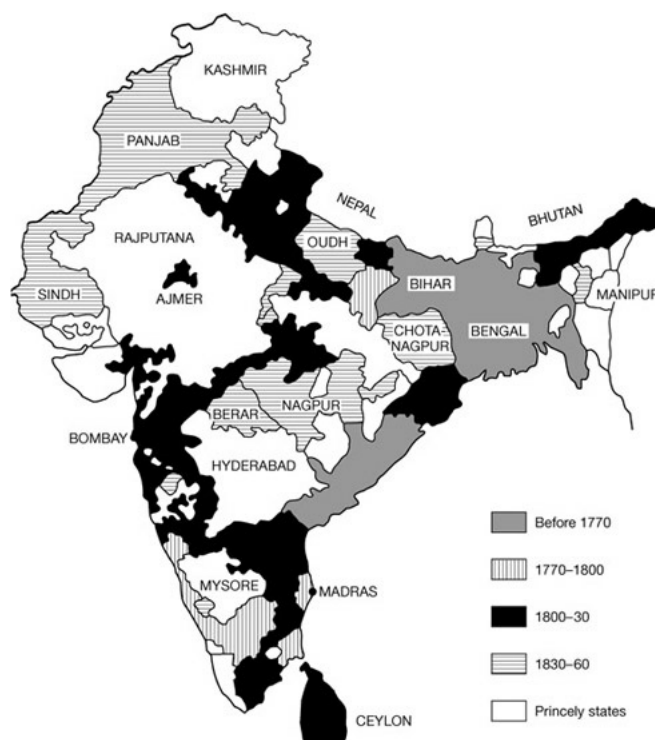 KASHMIR
PANJAB
NEPAL
BHUTAN
RAJPUTANA
OUDH
SINDH
AJMER
BIHAR
MANIPUR
CHOTA-
NAGPUR
BENGAL
BERAR
NAGPUR
BOMBAY
HYDERABAD
MYSORE
MADRAS
CEYLON
Before 1770
1770–1800
1800–30
1830–60
Princely states